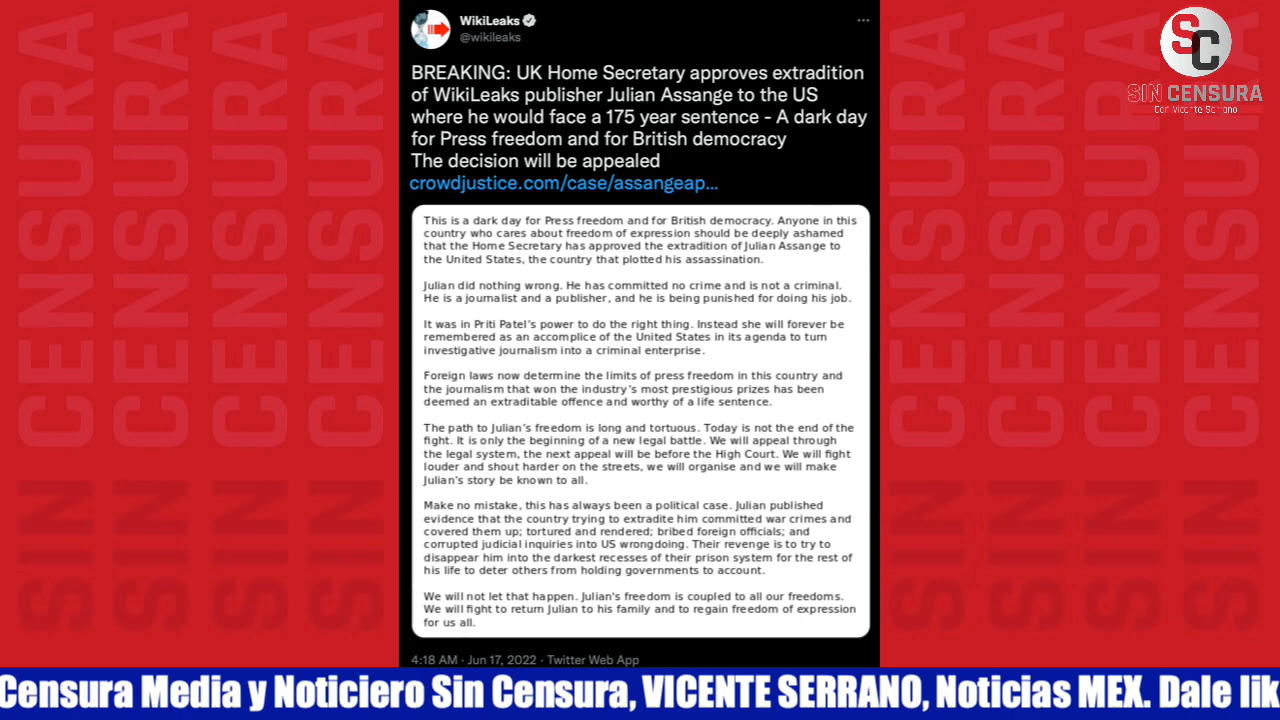 WikiLeaks
@wikileaks
BREAKING: UK Home Secretary approves extradition
of WikiLeaks publisher Julian Assange to the US
where he would face a 175 year sentence - A dark day
for Press freedom and for British democracy
The decision will be appealed
crowdjustice.com/case/assangeap...
This is a dark day for Press freedom and for British democracy. Anyone in this
country who cares about freedom of expression should be deeply ashamed
that the Home Secretary has approved the extradition of Julian Assange to
the United States, the country that plotted his assassination.
Julian did nothing wrong. He has committed no crime and is not a criminal.
He is a journalist and a publisher, and he is being punished for doing his job.
It was in Priti Patel's power to do the right thing. Instead she will forever be
remembered as an accomplice of the United States in its agenda to turn
investigative journalism into a criminal enterprise.
Foreign laws now determine the limits of press freedom in this country and
the journalism that won the industry's most prestigious prizes has been
deemed an extraditable offence and worthy of a life sentence.
The path to Julian's freedom is long and tortuous. Today is not the end of the
fight. It is only the beginning of a new legal battle. We will appeal through
the legal system, the next appeal will be before the High Court. We will fight
louder and shout harder on the streets, we will organise and we will make
Julian's story be known to all.
Make no mistake, this has always been a political case. Julian published
evidence that the country trying to extradite him committed war crimes and
covered them up; tortured and rendered; bribed foreign officials; and
corrupted judicial inquiries into US wrongdoing. Their revenge is to try to
disappear him into the darkest recesses of their prison system for the rest of
his life to deter others from holding governments to account.
We will not let that happen. Julian's freedom is coupled to all our freedoms.
We will fight to return Julian to his family and to regain freedom of expression
for us all.
4:18 AM · Jun 17, 2022 · Twitter Web App
SC
SIN CENSURA
Con Vicente Serrano
SIN CENSURA
SIN CENSURA
SIN CENSURA
SIN CENSURA
SIN CENSURA
SIN CENSURA
SIN CENSURA
SIN CENSURA
Censura Media y Noticiero Sin Censura, VICENTE SERRANO, Noticias MEX. Dale lik